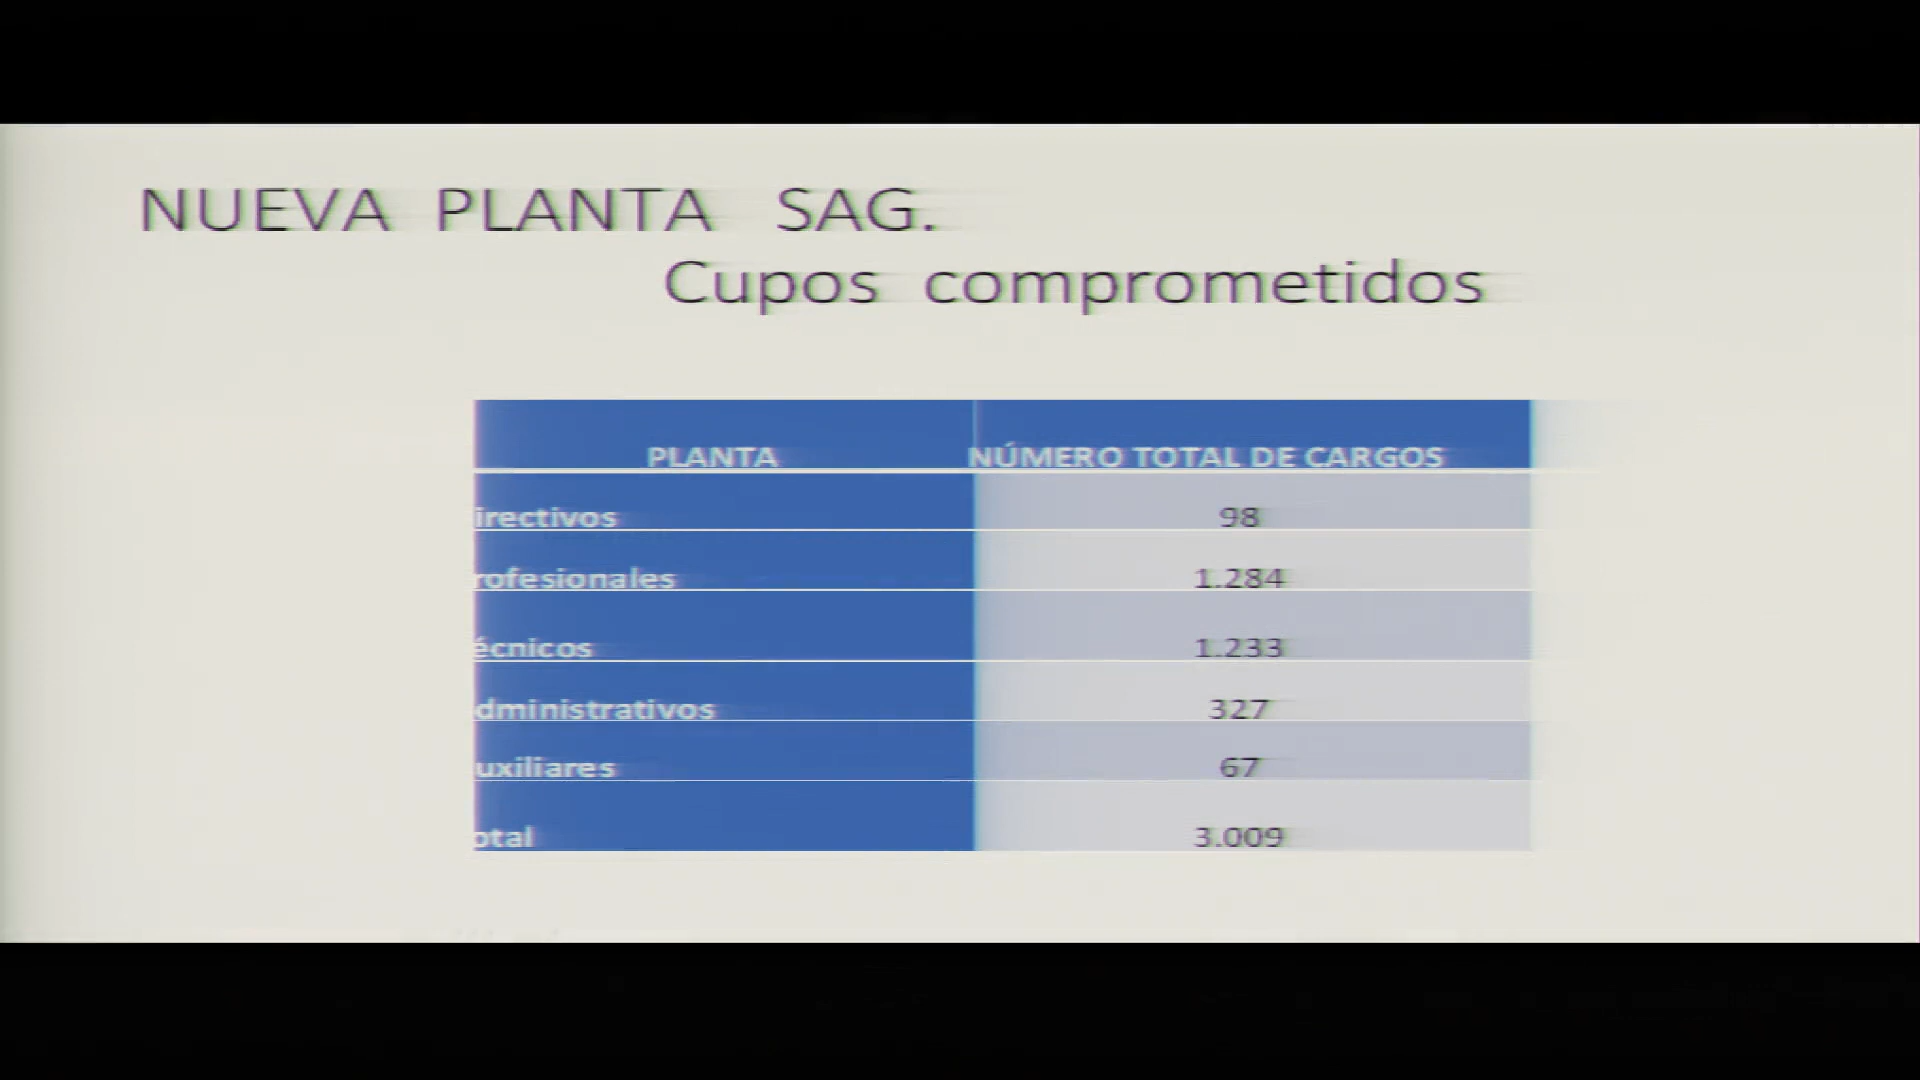 NUEVA PLANTA SAG.
Cupos comprometidos
PLANTA NÚMERO TOTAL DE CARGOS
irectivos 98
rofesionales 1.284
écnicos 1.233
dministrativos 327
uxiliares 67
otal 3.009